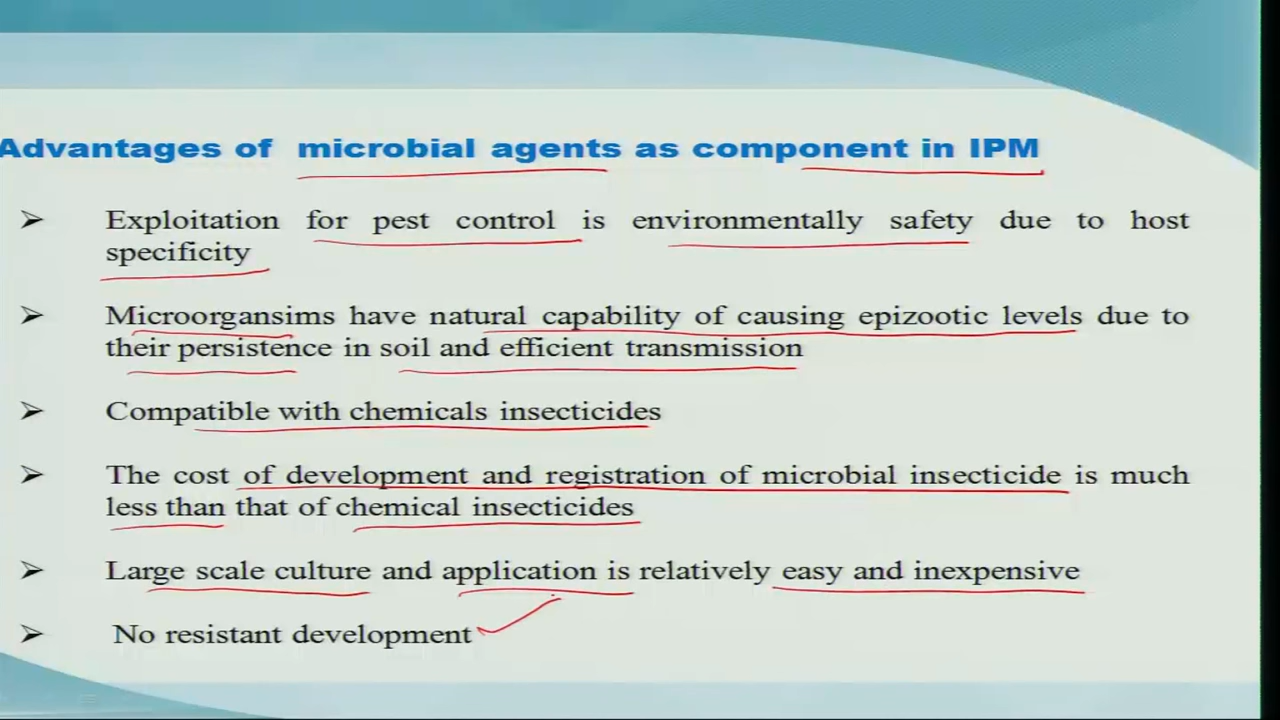 Advantages of microbial agents as component in IPM
➢ Exploitation for pest control is environmentally safety due to host
specificity
➢ Microorgansims have natural capability of causing epizootic levels due to
their persistence in soil and efficient transmission
➢ Compatible with chemicals insecticides
➢ The cost of development and registration of microbial insecticide is much
less than that of chemical insecticides
➢ Large scale culture and application is relatively easy and inexpensive
➢ No resistant development